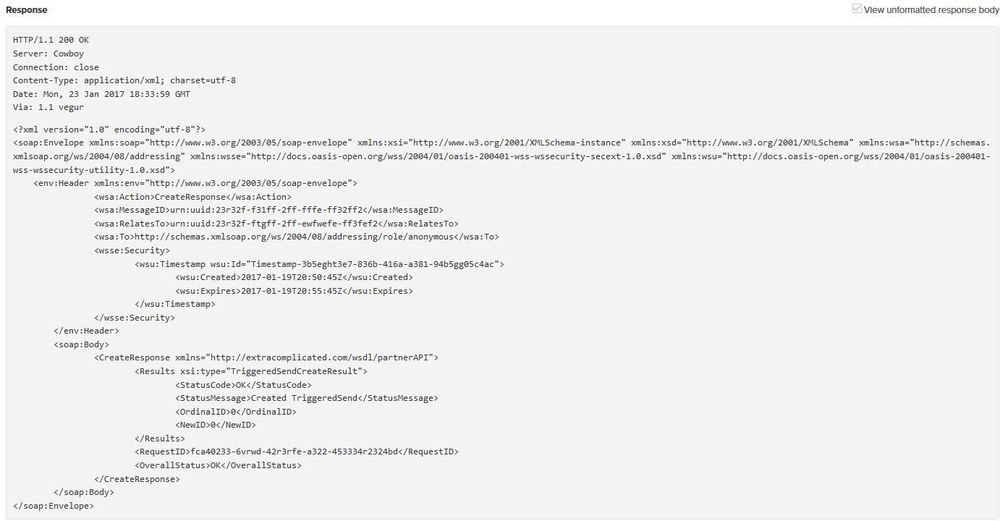 Response
View unformatted response body
HTTP/1.1 200 OK
Server: Cowboy
Connection: close
Content-Type: application/xml; charset=utf-8
Date: Mon, 23 Jan 2017 18:33:59 GMT
Via: 1.1 vegur
<?xml version="1.0" encoding="utf-8"?>
<soap:Envelope xmlns:soap="http://www.w3.org/2003/05/soap-envelope" xmlns:xsi="http://www.w3.org/2001/XMLSchema-instance" xmlns:xsd="http://www.w3.org/2001/XMLSchema" xmlns:wsa="http://schemas.
xmlsoap.org/ws/2004/08/addressing" xmlns:wsse="http://docs.oasis-open.org/wss/2004/01/oasis-200401-wss-wssecurity-secext-1.0.xsd" xmlns:wsu="http://docs.oasis-open.org/wss/2004/01/oasis-200401-
wss-wssecurity-utility-1.0.xsd">
<env:Header xmlns:env="http://www.w3.org/2003/05/soap-envelope">
<wsa:Action>CreateResponse</wsa:Action>
<wsa:MessageID>urn:uuid:23r32f-f31ff-2ff-fffe-ff32ff2</wsa:MessageID>
<wsa:RelatesTo>urn:uuid:23r32f-ftgff-2ff-ewfwefe-ff3fef2</wsa:RelatesTo>
<wsa:To>http://schemas.xmlsoap.org/ws/2004/08/addressing/role/anonymous</wsa:To>
<wsse:Security>
<wsu:Timestamp wsu:Id="Timestamp-3b5eght3e7-836b-416a-a381-94b5gg05c4ac">
<wsu:Created>2017-01-19T20:50:45Z</wsu:Created>
<wsu:Expires>2017-01-19T20:55:45Z</wsu:Expires>
</wsu:Timestamp>
</wsse:Security>
</env:Header>
<soap:Body>
<CreateResponse xmlns="http://extracomplicated.com/wsdl/partnerAPI">
<Results xsi:type="TriggeredSendCreateResult">
<StatusCode>OK</StatusCode>
<StatusMessage>Created TriggeredSend</StatusMessage>
<OrdinalID>0</OrdinalID>
<NewID>0</NewID>
</Results>
<RequestID>fca40233-6vrwd-42r3rfe-a322-453334r2324bd</RequestID>
<OverallStatus>OK</OverallStatus>
</CreateResponse>
</soap:Body>
</soap:Envelope>